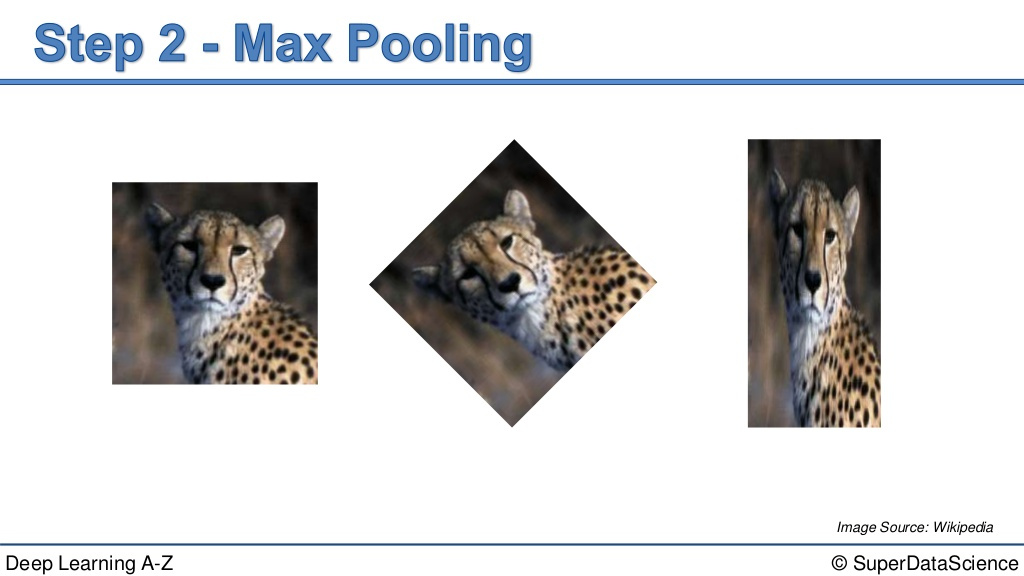 Step 2 - Max Pooling
Image Source: Wikipedia
Deep Learning A-Z
© SuperDataScience